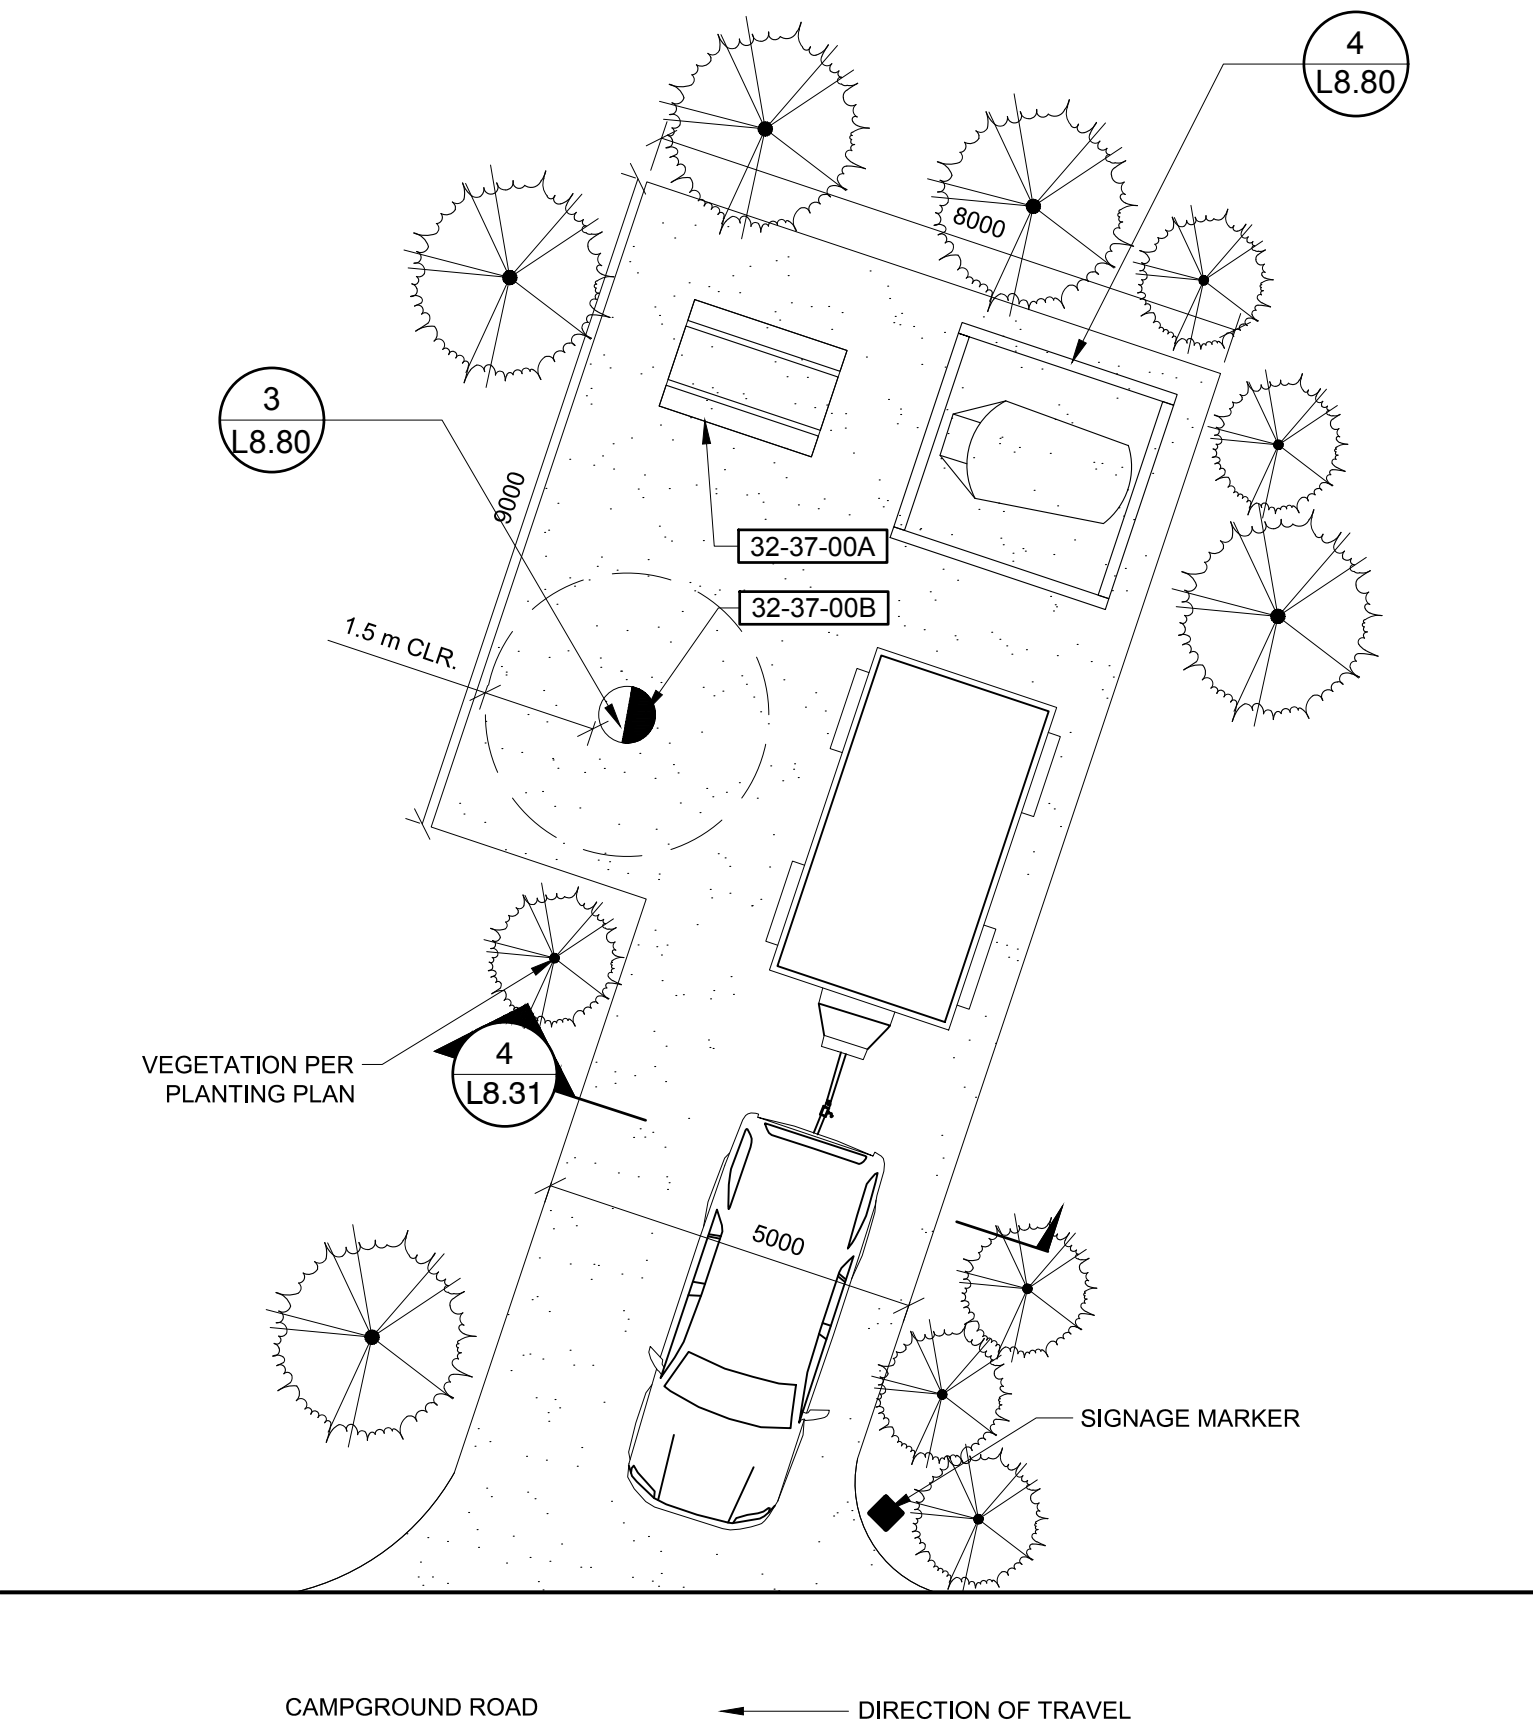 4
L8.80
8000
3
L8.80
9000
32-37-00A
32-37-00B
1.5 m CLR.
VEGETATION PER
PLANTING PLAN
4
L8.31
5000
SIGNAGE MARKER
CAMPGROUND ROAD
DIRECTION OF TRAVEL